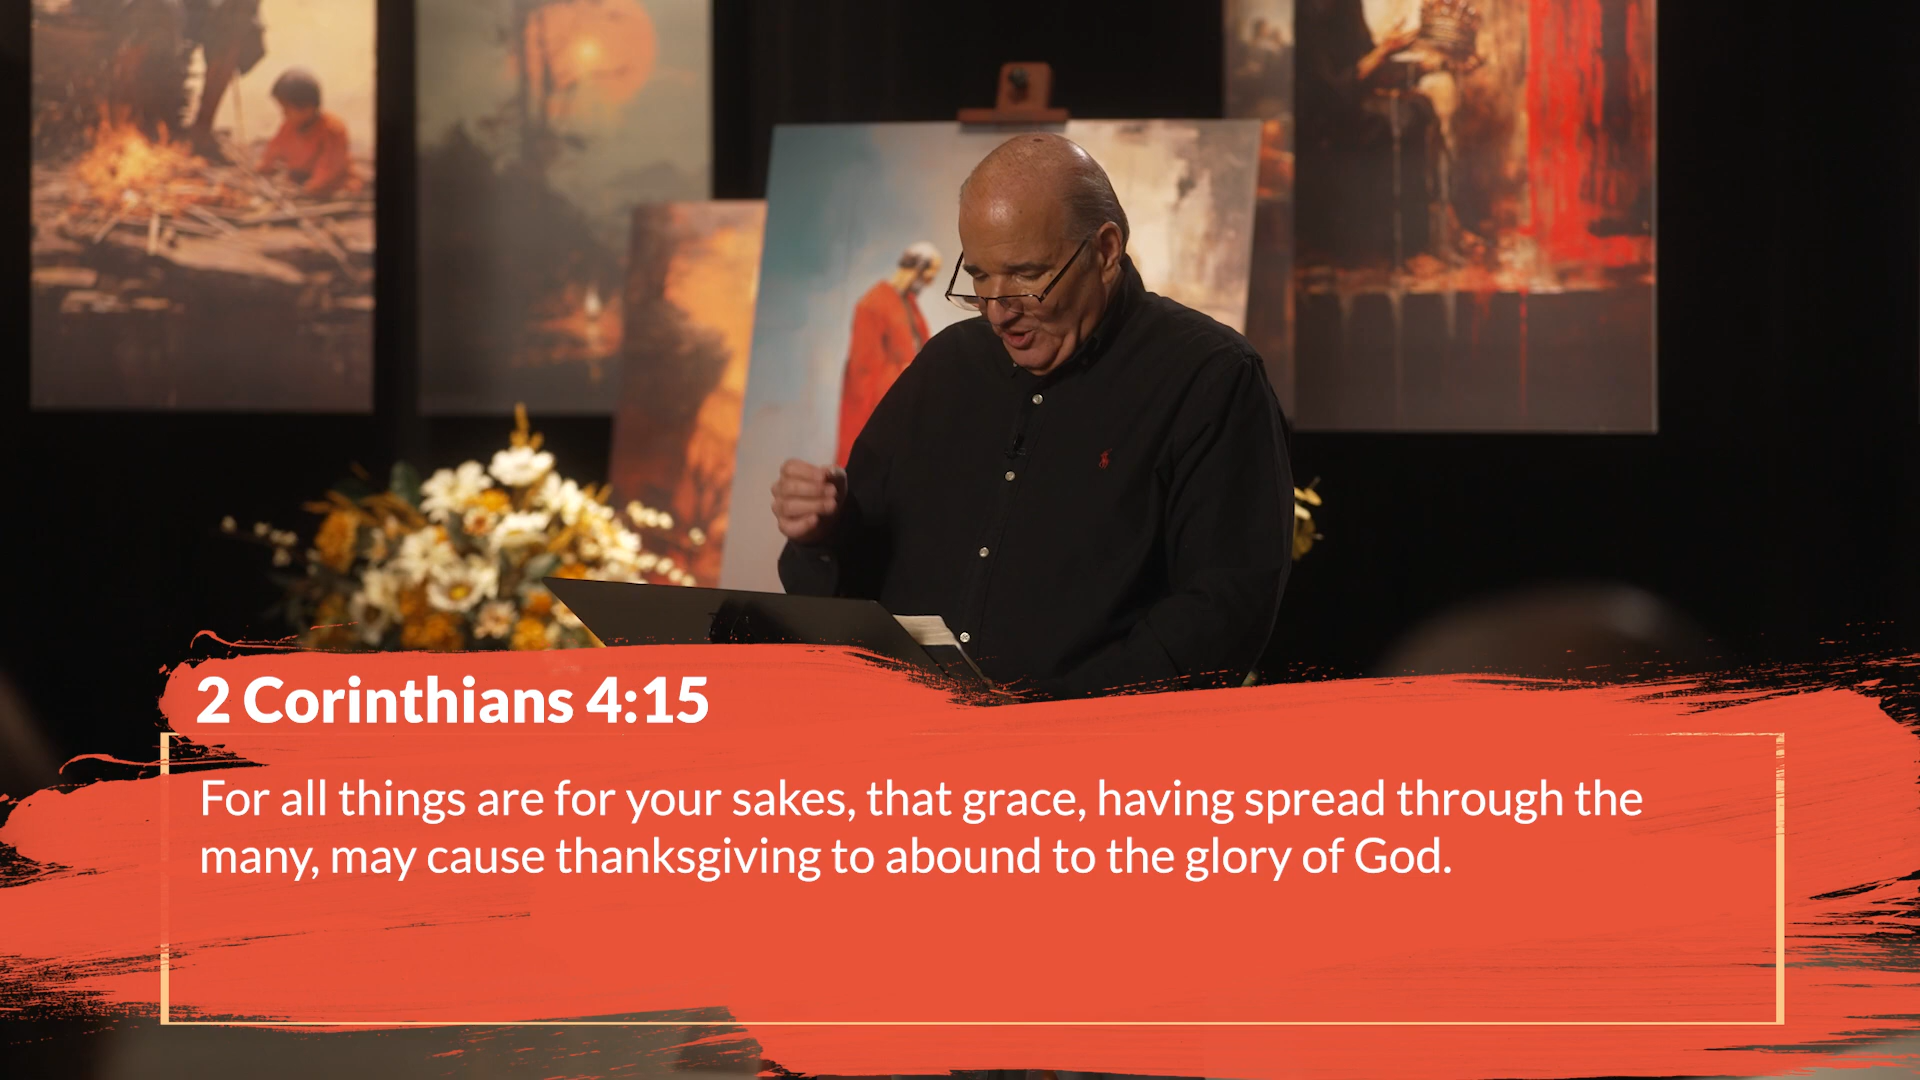 2 Corinthians 4:15
For all things are for your sakes, that grace, having spread through the
many, may cause thanksgiving to abound to the glory of God.